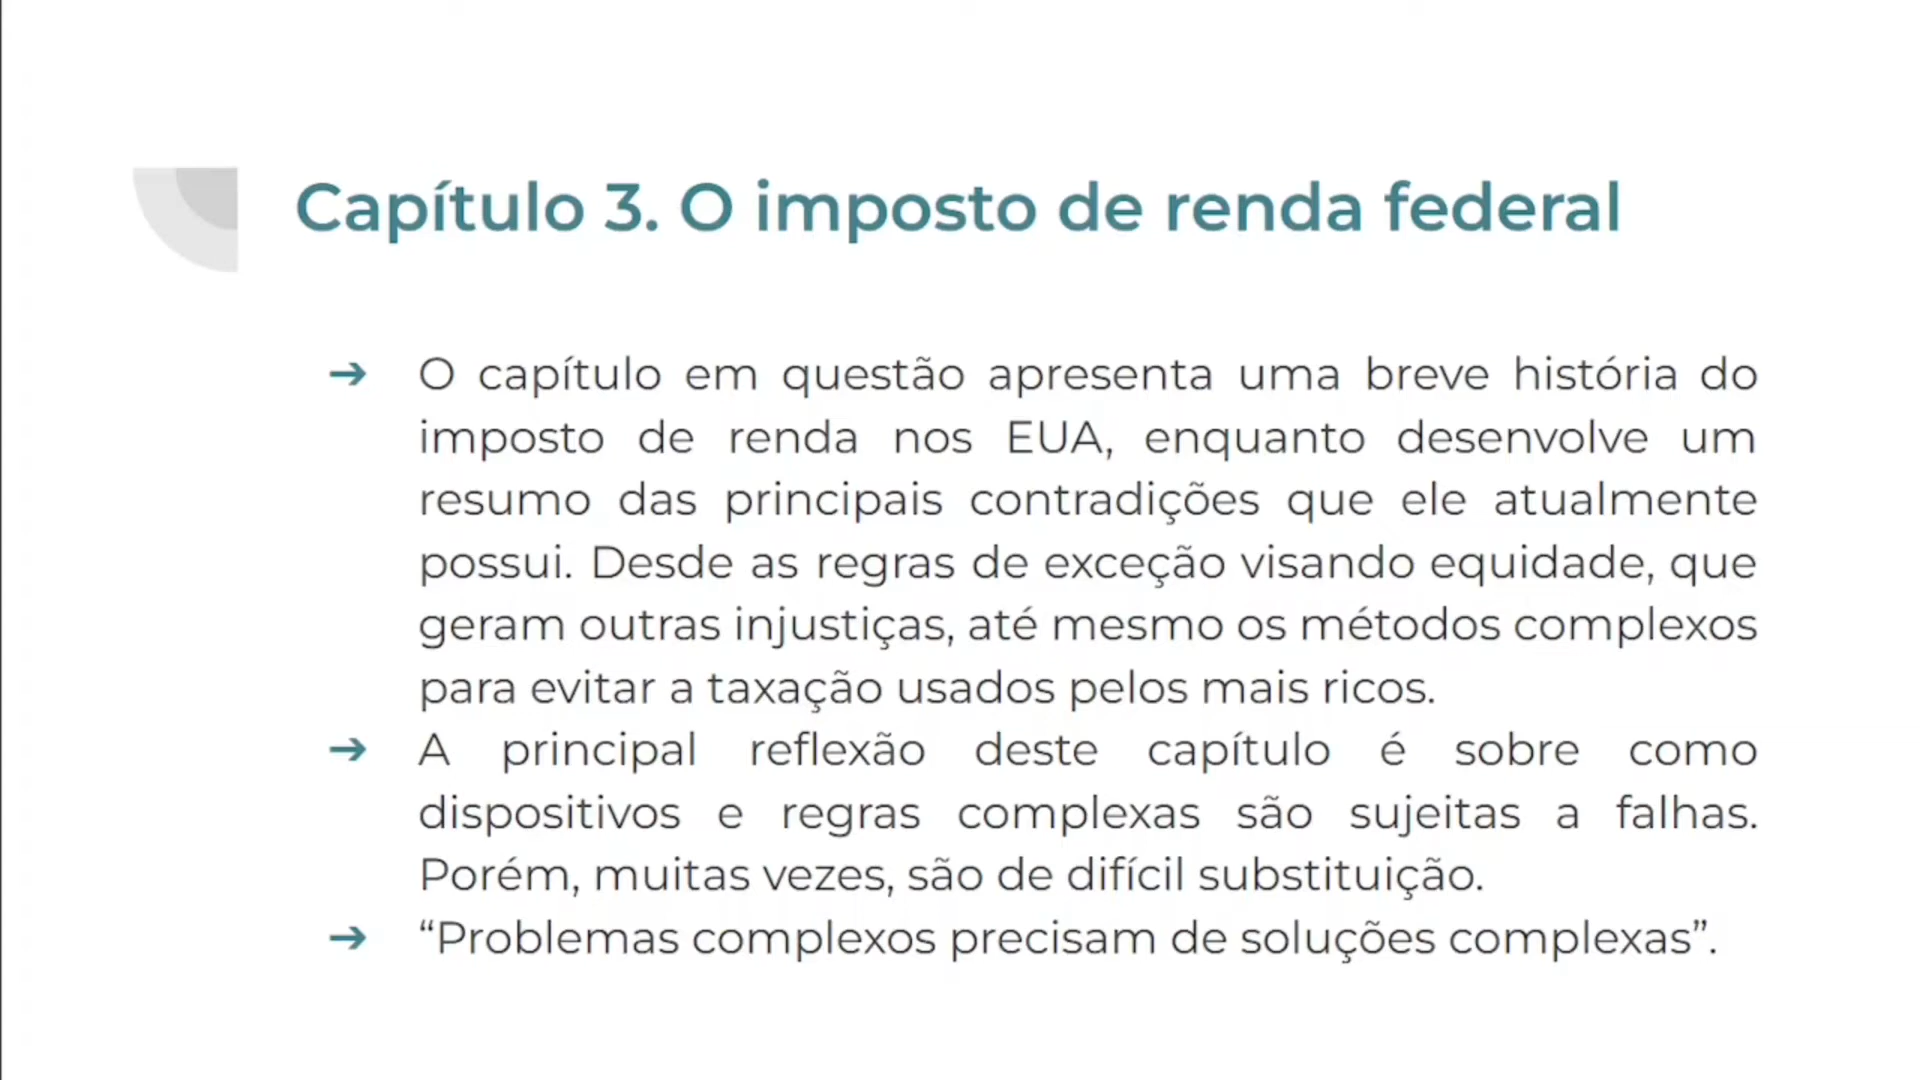 Capítulo 3. O imposto de renda federal
➔ O capítulo em questão apresenta uma breve história do
imposto de renda nos EUA, enquanto desenvolve um
resumo das principais contradições que ele atualmente
possui. Desde as regras de exceção visando equidade, que
geram outras injustiças, até mesmo os métodos complexos
para evitar a taxação usados pelos mais ricos.
➔ A principal reflexão deste capítulo é sobre como
dispositivos e regras complexas são sujeitas a falhas.
Porém, muitas vezes, são de difícil substituição.
➔ “Problemas complexos precisam de soluções complexas”.